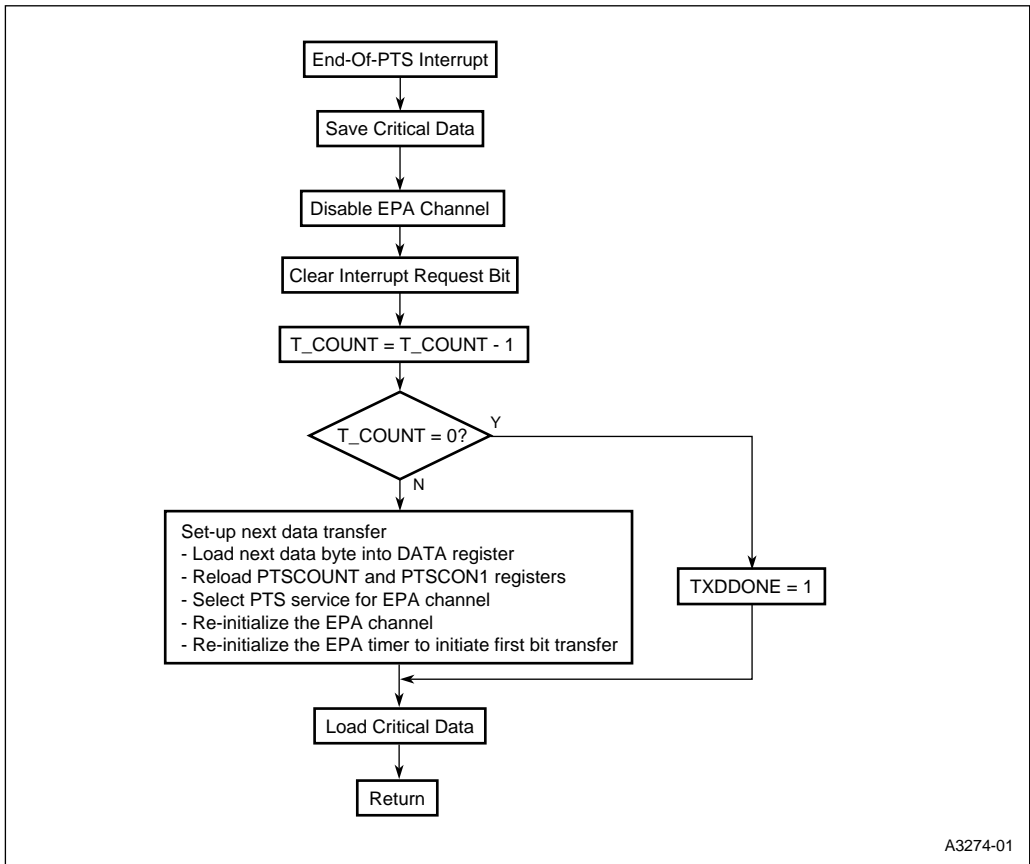 End-Of-PTS Interrupt
Save Critical Data
Disable EPA Channel
Clear Interrupt Request Bit
T_COUNT = T_COUNT - 1
T_COUNT = 0?
Y
N
Set-up next data transfer
- Load next data byte into DATA register
- Reload PTSCOUNT and PTSCON1 registers
- Select PTS service for EPA channel
- Re-initialize the EPA channel
- Re-initialize the EPA timer to initiate first bit transfer
TXDDONE = 1
Load Critical Data
Return
A3274-01